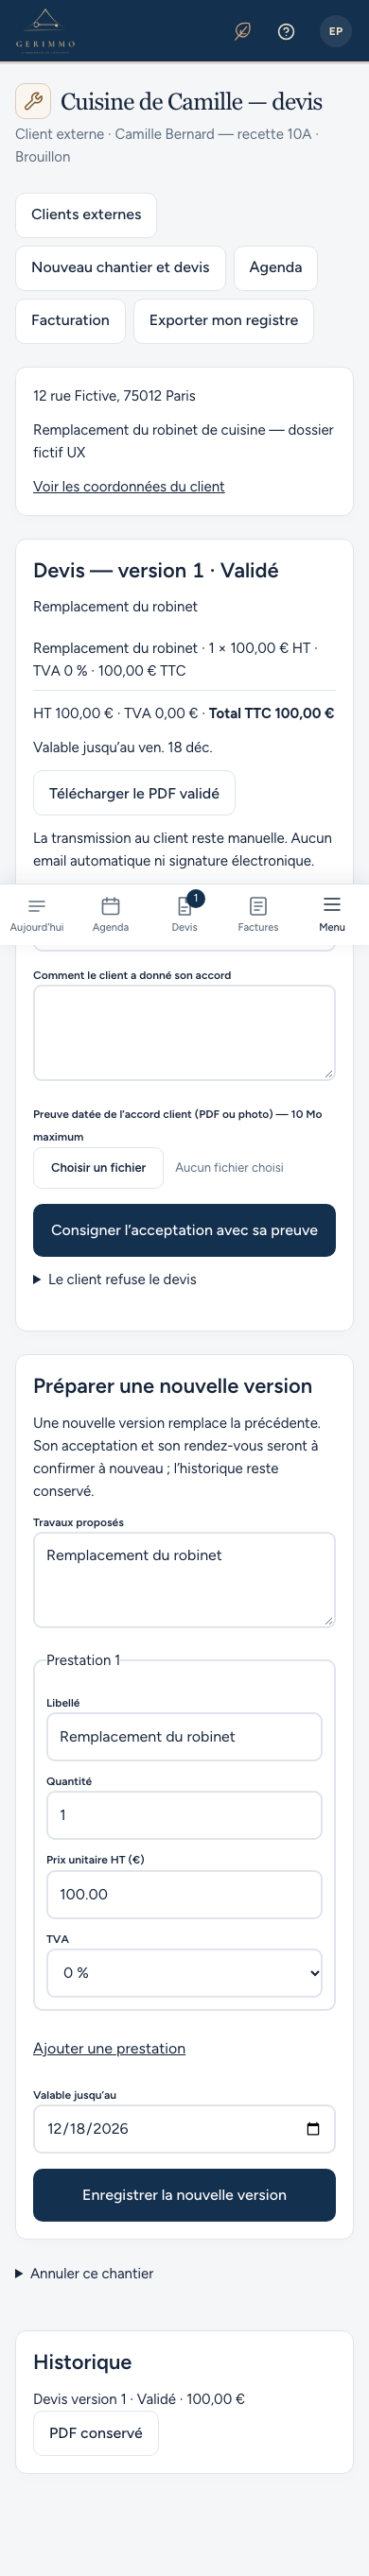 GERIMMO
EP
Cuisine de Camille — devis
Client externe · Camille Bernard — recette 10A ·
Brouillon
Clients externes
Nouveau chantier et devis
Agenda
Facturation
Exporter mon registre
12 rue Fictive, 75012 Paris
Remplacement du robinet de cuisine — dossier
fictif UX
Voir les coordonnées du client
Devis — version 1 · Validé
Remplacement du robinet
Remplacement du robinet · 1 × 100,00 € HT ·
TVA 0 % · 100,00 € TTC
HT 100,00 € · TVA 0,00 € · Total TTC 100,00 €
Valable jusqu’au ven. 18 déc.
Télécharger le PDF validé
La transmission au client reste manuelle. Aucun
email automatique ni signature électronique.
1
Aujourd'hui
Agenda
Devis
Factures
Menu
Comment le client a donné son accord
Preuve datée de l’accord client (PDF ou photo) — 10 Mo
maximum
Choisir un fichier
Aucun fichier choisi
Consigner l’acceptation avec sa preuve
Le client refuse le devis
Préparer une nouvelle version
Une nouvelle version remplace la précédente.
Son acceptation et son rendez-vous seront à
confirmer à nouveau ; l’historique reste
conservé.
Travaux proposés
Remplacement du robinet
Prestation 1
Libellé
Remplacement du robinet
Quantité
1
Prix unitaire HT (€)
100.00
TVA
0 %
Ajouter une prestation
Valable jusqu’au
12/18/2026
Enregistrer la nouvelle version
Annuler ce chantier
Historique
Devis version 1 · Validé · 100,00 €
PDF conservé